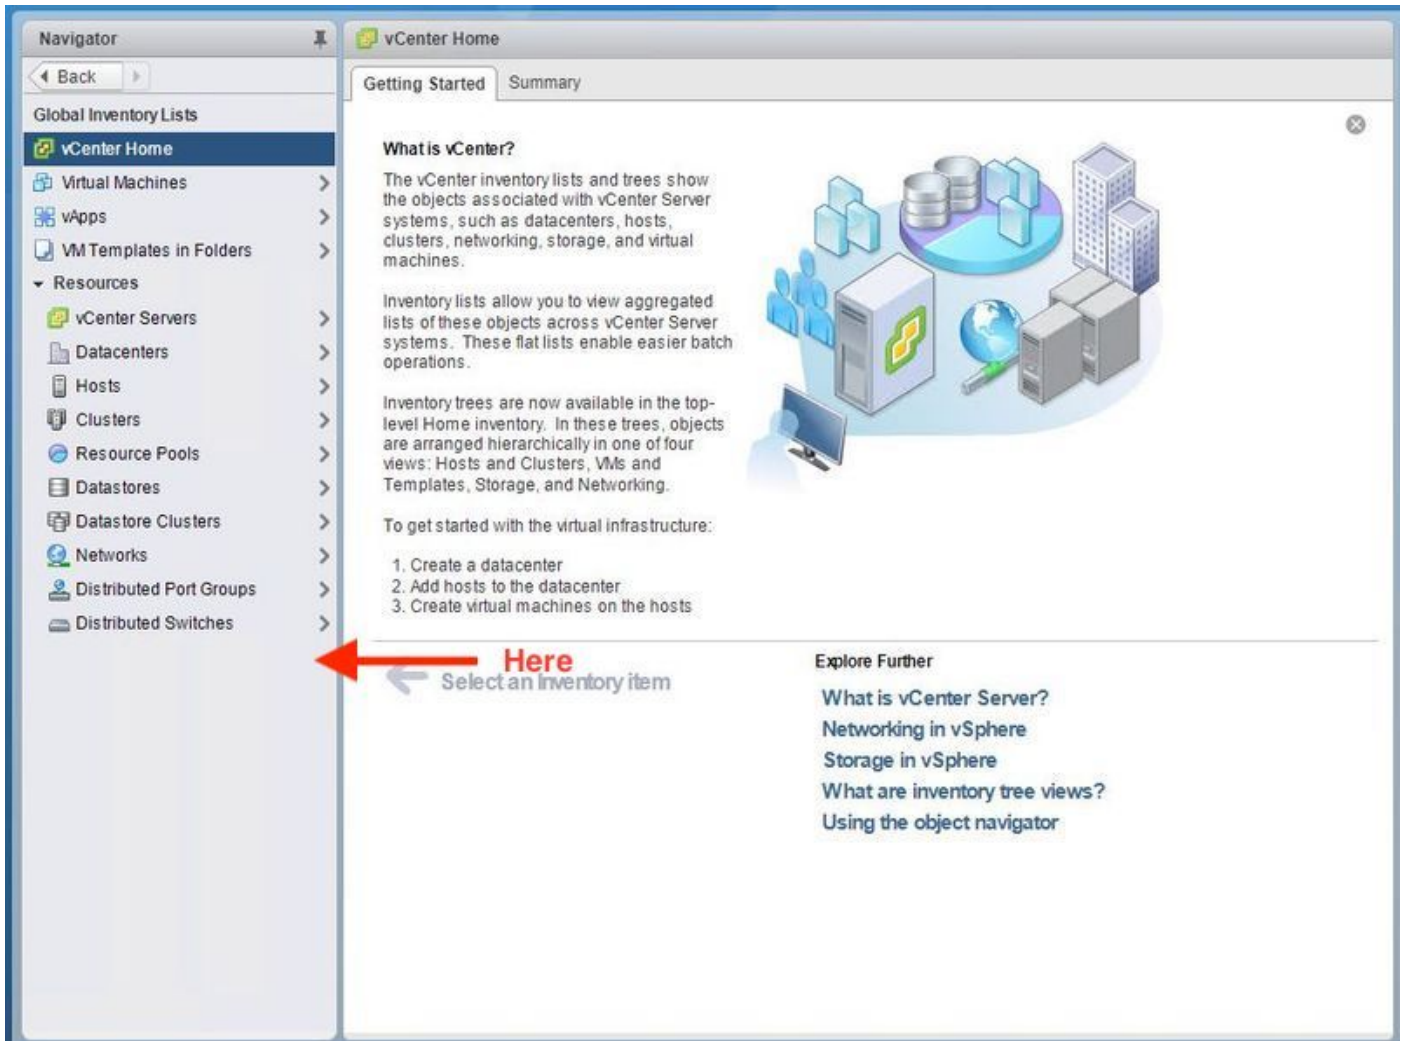 Navigator
Back
Global Inventory Lists
vCenter Home
Virtual Machines
vApps
VM Templates in Folders
Resources
vCenter Servers
Datacenters
Hosts
Clusters
Resource Pools
Datastores
Datastore Clusters
Networks
Distributed Port Groups
Distributed Switches
vCenter Home
Getting Started
Summary
What is vCenter?
The vCenter inventory lists and trees show
the objects associated with vCenter Server
systems, such as datacenters, hosts,
clusters, networking, storage, and virtual
machines.
Inventory lists allow you to view aggregated
lists of these objects across vCenter Server
systems. These flat lists enable easier batch
operations.
Inventory trees are now available in the top-
level Home inventory. In these trees, objects
are arranged hierarchically in one of four
views: Hosts and Clusters, VMs and
Templates, Storage, and Networking.
To get started with the virtual infrastructure:
1. Create a datacenter
2. Add hosts to the datacenter
3. Create virtual machines on the hosts
Here
Select an Inventory item
Explore Further
What is vCenter Server?
Networking in vSphere
Storage in vSphere
What are inventory tree views?
Using the object navigator